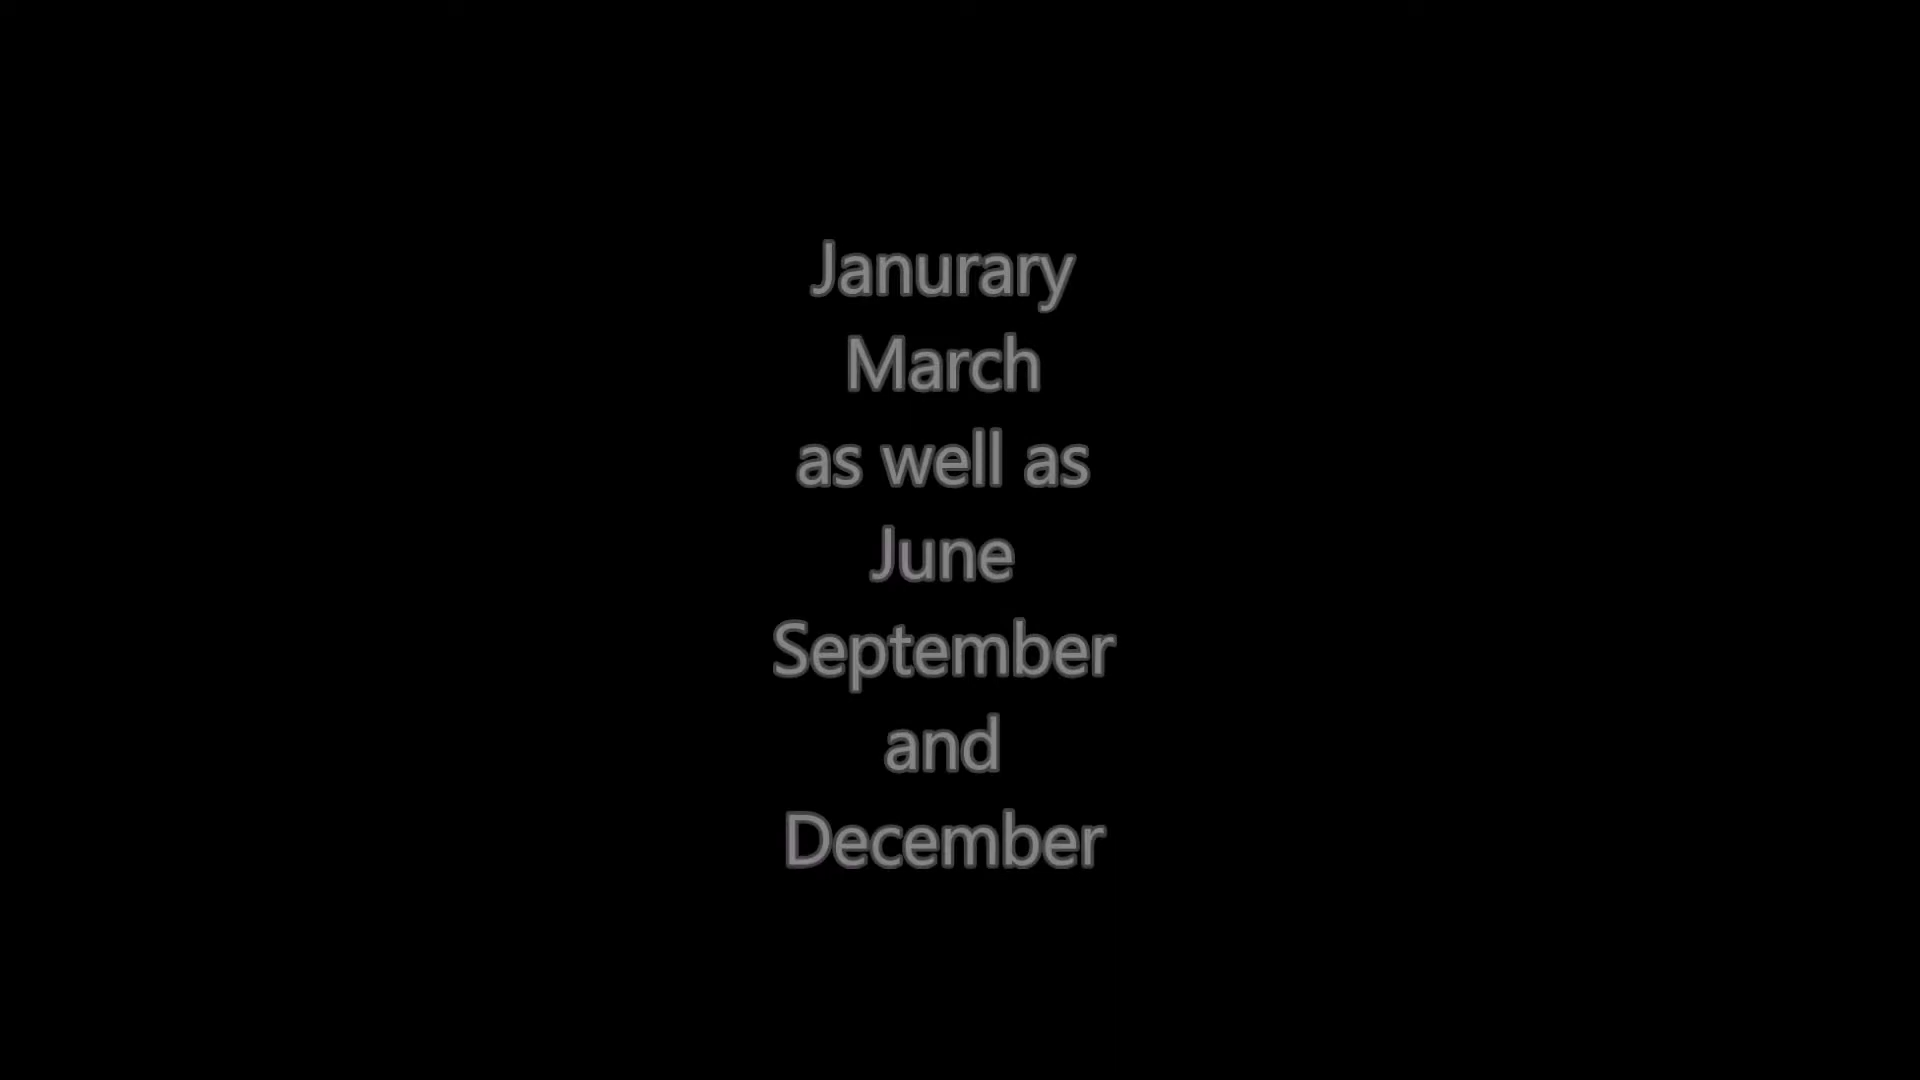 Janurary
March
as well as
June
September
and
December